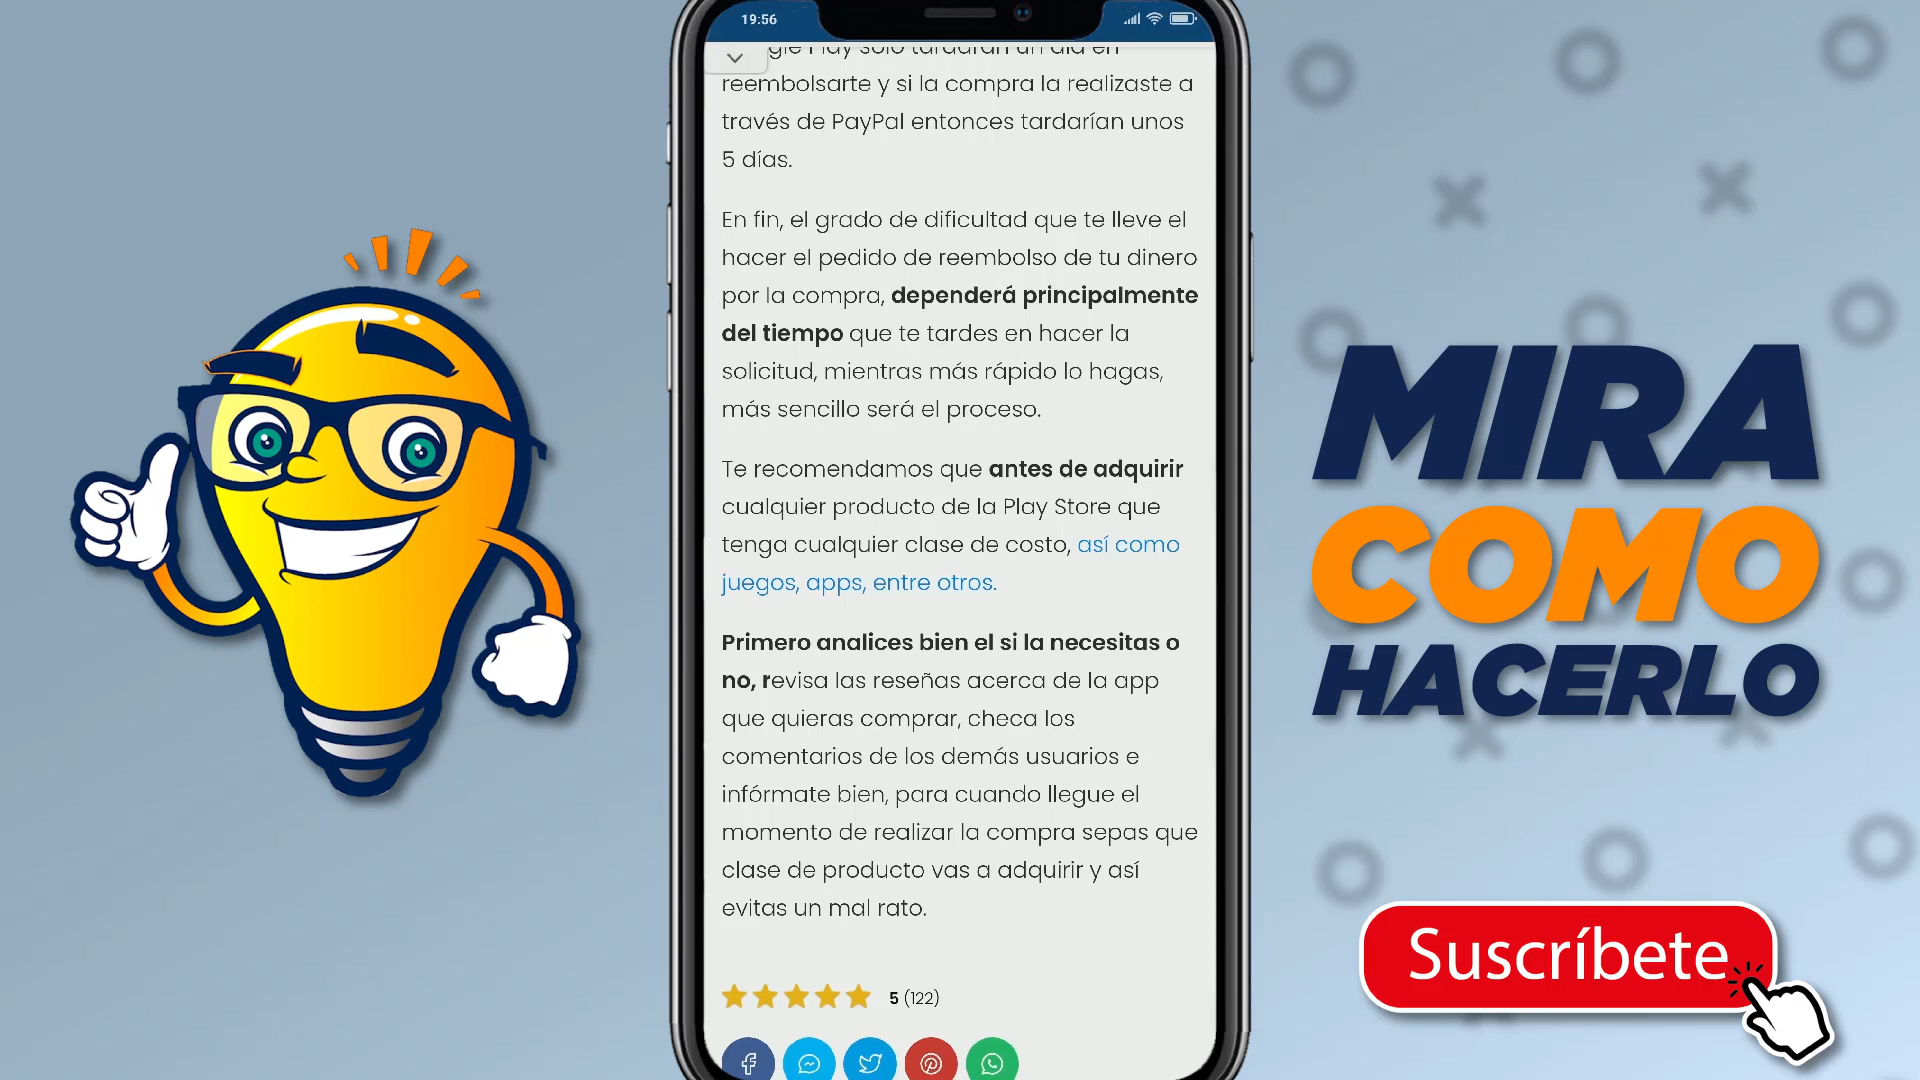 19:56
Play solo tardarán un día en
reembolsarte y si la compra la realizaste a
través de PayPal entonces tardarían unos
5 días.
En fin, el grado de dificultad que te lleve el
hacer el pedido de reembolso de tu dinero
por la compra, dependerá principalmente
del tiempo que te tardes en hacer la
solicitud, mientras más rápido lo hagas,
más sencillo será el proceso.
Te recomendamos que antes de adquirir
cualquier producto de la Play Store que
tenga cualquier clase de costo, así como
juegos, apps, entre otros.
Primero analices bien el si la necesitas o
no, revisa las reseñas acerca de la app
que quieras comprar, checa los
comentarios de los demás usuarios e
infórmate bien, para cuando llegue el
momento de realizar la compra sepas que
clase de producto vas a adquirir y así
evitas un mal rato.
5 (122)
MIRA
COMO
HACERLO
Suscríbete